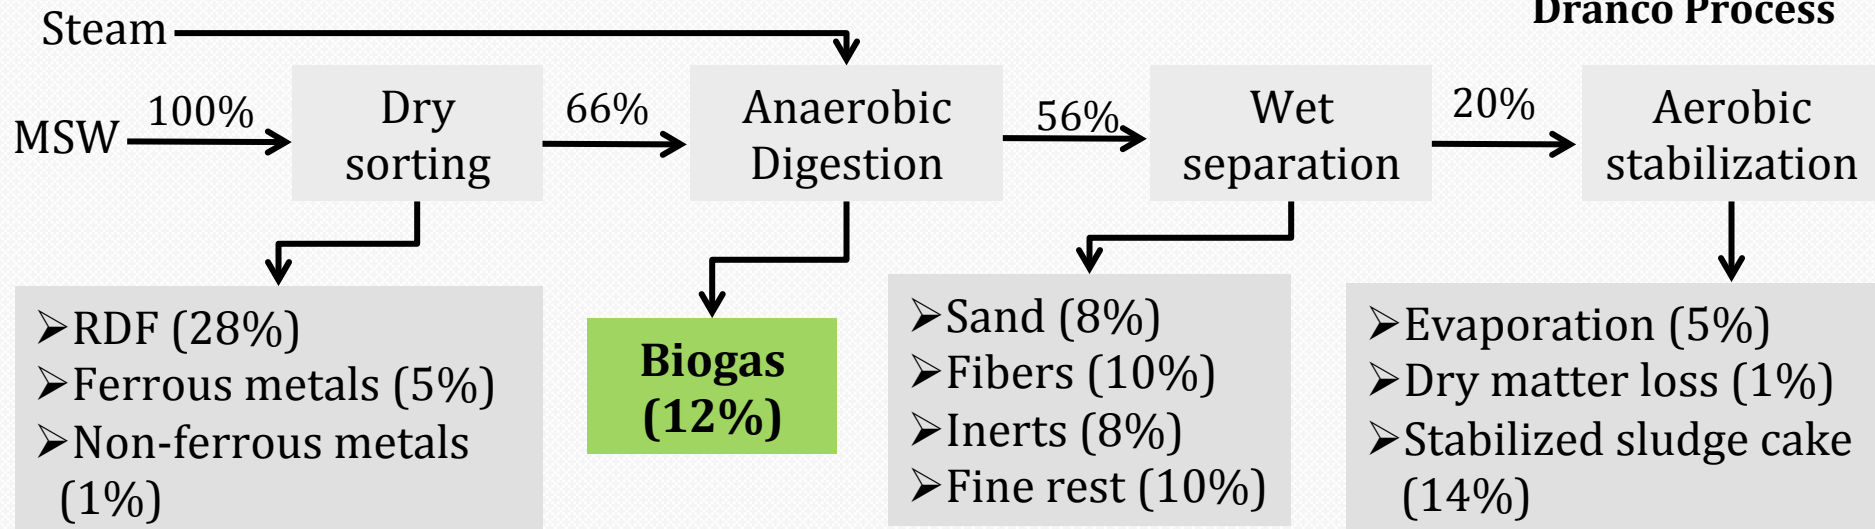 Dranco Process
Steam
MSW
100%
Dry
sorting
66%
Anaerobic
Digestion
56%
Wet
separation
20%
Aerobic
stabilization
➢RDF (28%)
➢Ferrous metals (5%)
➢Non-ferrous metals
(1%)
Biogas
(12%)
➢Sand (8%)
➢Fibers (10%)
➢Inerts (8%)
➢Fine rest (10%)
➢Evaporation (5%)
➢Dry matter loss (1%)
➢Stabilized sludge cake
(14%)